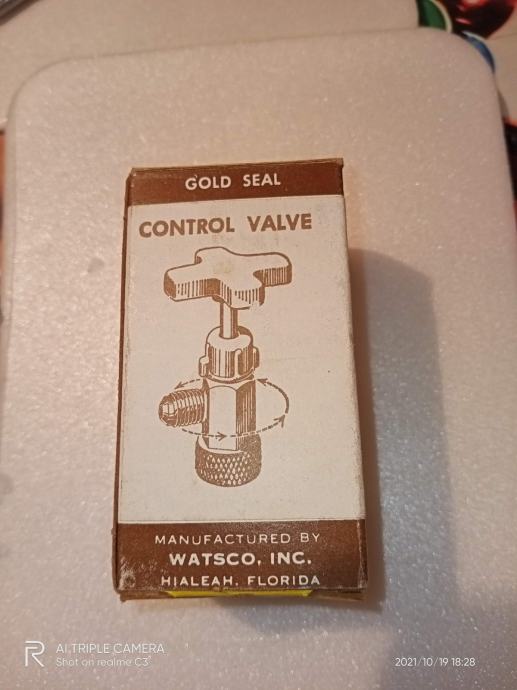 GOLD SEAL
CONTROL VALVE
MANUFACTURED BY
WATSCO, INC.
HIALEAH, FLORIDA
AI TRIPLE CAMERA
Shot on realme C3
2021/10/19 18:28